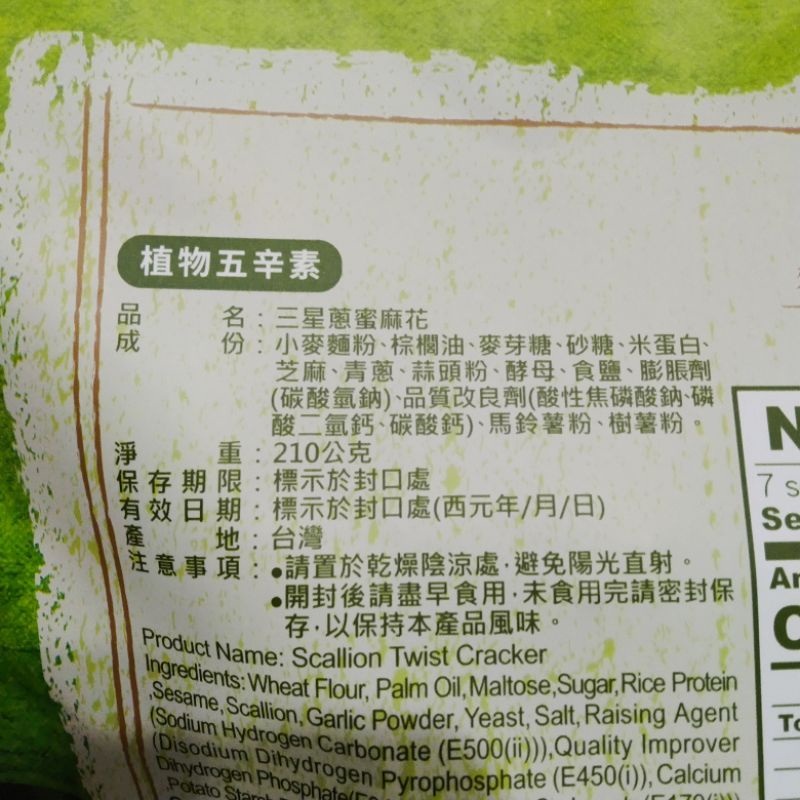 植物五辛素
品名：三星蔥蜜麻花
成份：小麥麵粉、棕櫚油、麥芽糖、砂糖、米蛋白、
芝麻、青蔥、蒜頭粉、酵母、食鹽、膨脹劑
(碳酸氫鈉)、品質改良劑(酸性焦磷酸鈉、磷
酸二氫鈣、碳酸鈣)、馬鈴薯粉、樹薯粉。
淨重：210公克
保存期限：標示於封口處
有效日期：標示於封口處(西元年/月/日)
產地：台灣
注意事項：●請置於乾燥陰涼處，避免陽光直射。
●開封後請盡早食用，未食用完請密封保
存，以保持本產品風味。
Product Name: Scallion Twist Cracker
Ingredients: Wheat Flour, Palm Oil, Maltose, Sugar, Rice Protein
,Sesame, Scallion, Garlic Powder, Yeast, Salt, Raising Agent
(Sodium Hydrogen Carbonate (E500(ii))),Quality Improver
(Disodium Dihydrogen Pyrophosphate (E450(i)), Calcium
Dihydrogen Phosphate
,Potato
7 s
Se